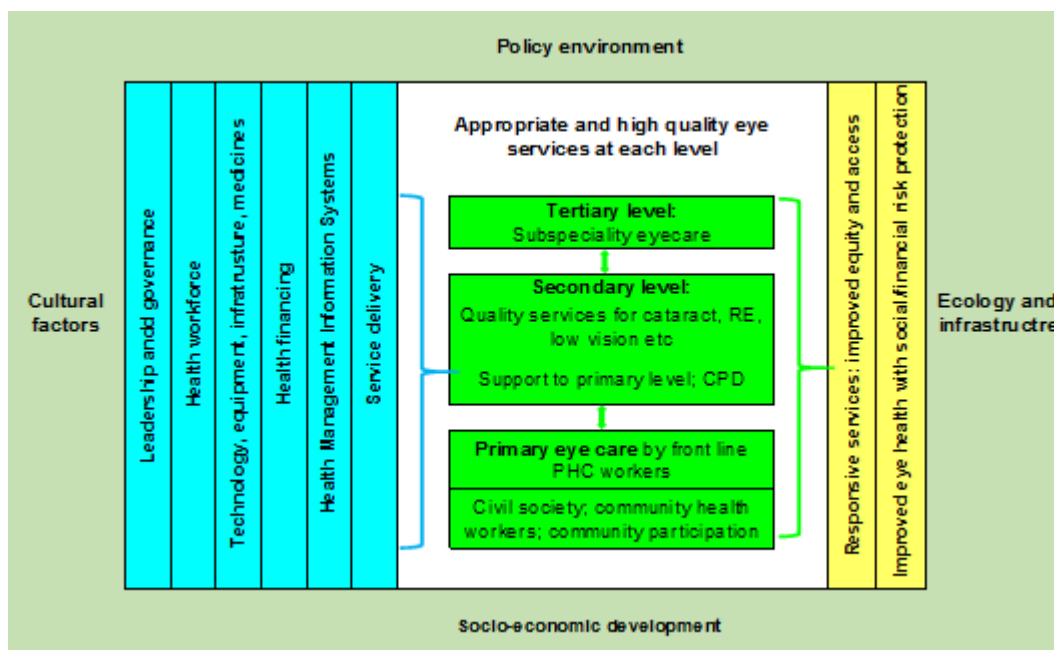 Policy environment
Cultural
factors
Leadership andd governance
Health workforce
Technology, equipment, infratrusture, medicines
Health financing
Health Management Information Systems
Service delivery
Appropriate and high quality eye
services at each level
Tertiary level:
Subspeciality eyecare
Secondary level:
Quality services for cataract, RE,
low vision etc
Support to primary level; CPD
Primary eye care by front line
PHC workers
Civil society; community health
workers; community participation
Responsive services; improved equity and access
Improved eye health with social/financial risk protection
Ecology and
infrastrctre
Socio-economic development